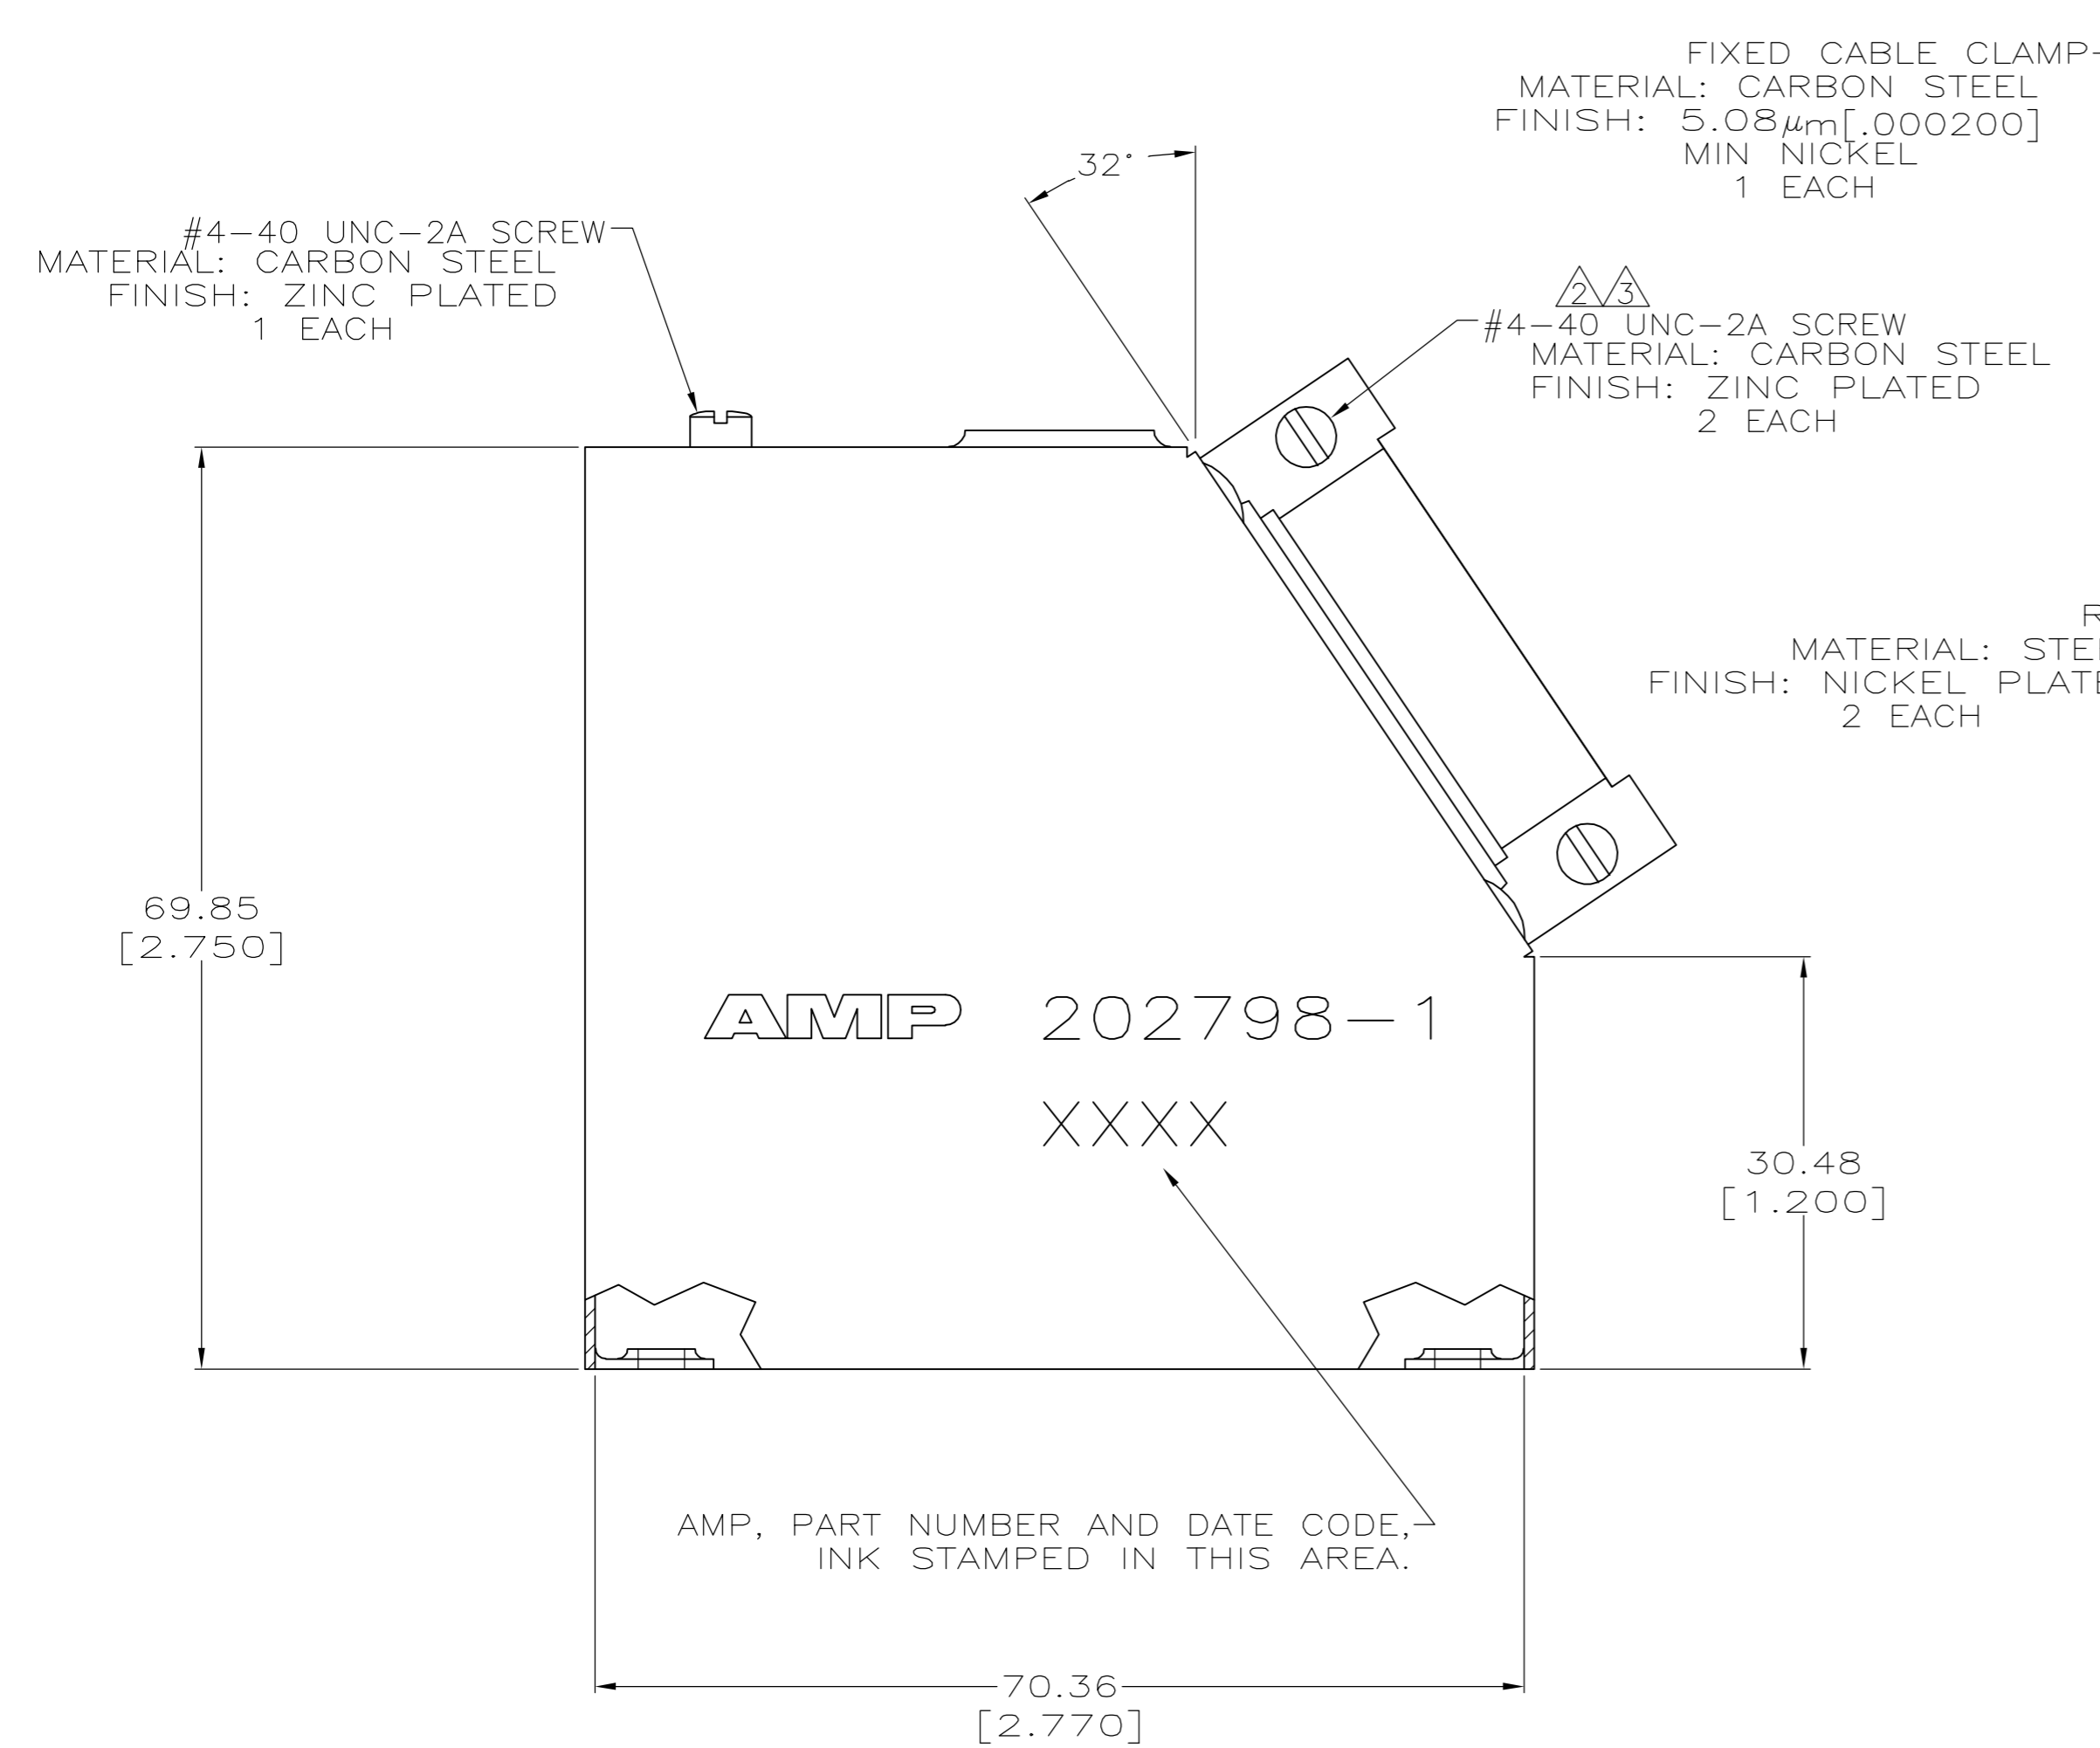 FIXED CABLE CLAMP
MATERIAL: CARBON STEEL
FINISH: 5.08μm[.000200]
MIN NICKEL
1 EACH
32°
#4-40 UNC-2A SCREW
MATERIAL: CARBON STEEL
FINISH: ZINC PLATED
1 EACH
2 3
#4-40 UNC-2A SCREW
MATERIAL: CARBON STEEL
FINISH: ZINC PLATED
2 EACH
MATERIAL:
FINISH: NICKEL
2 EACH
69.85
[2.750]
AMP 202798-1
XXXX
30.48
[1.200]
AMP, PART NUMBER AND DATE CODE,
INK STAMPED IN THIS AREA.
70.36
[2.770]